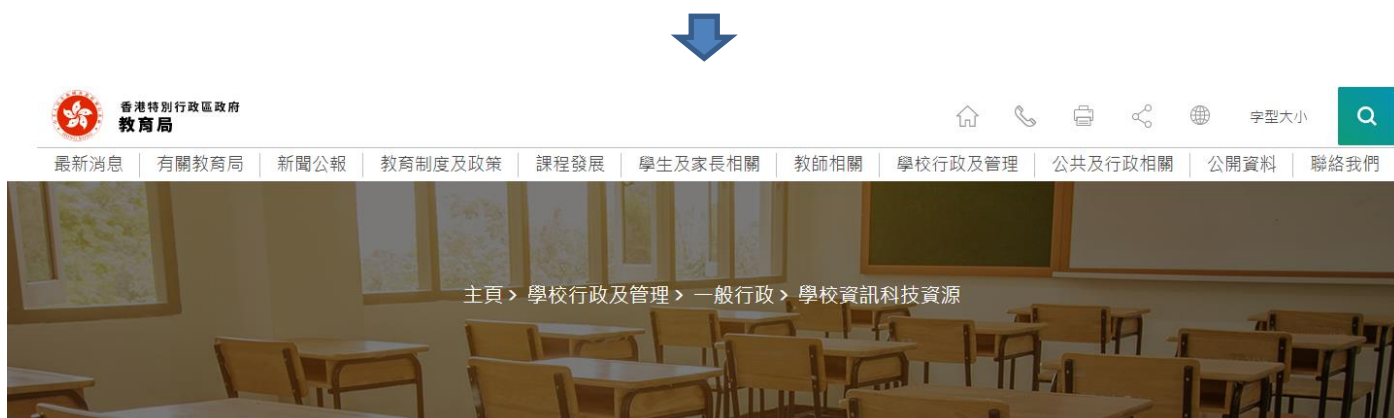 香港特別行政區政府
教育局
字型大小
最新消息 有關教育局 新聞公報 教育制度及政策 課程發展 學生及家長相關 教師相關 學校行政及管理 公共及行政相關 公開資料 聯絡我們
主頁 > 學校行政及管理 > 一般行政 > 學校資訊科技資源